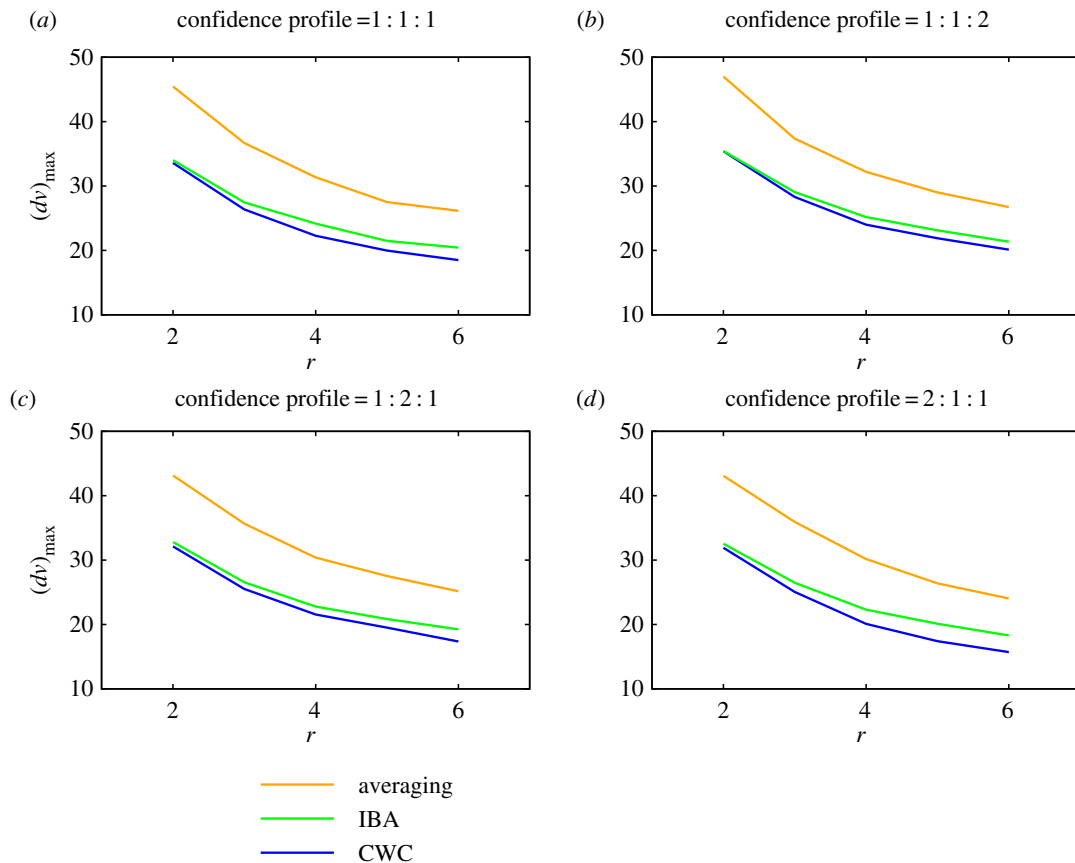 (a) confidence profile = 1 : 1 : 1
50
40
30
20
10
(dv)max
2 4 6
r
(b) confidence profile = 1 : 1 : 2
50
40
30
20
10
2 4 6
r
(c) confidence profile = 1 : 2 : 1
50
40
30
20
10
(dv)max
2 4 6
r
(d) confidence profile = 2 : 1 : 1
50
40
30
20
10
2 4 6
r
averaging
IBA
CWC